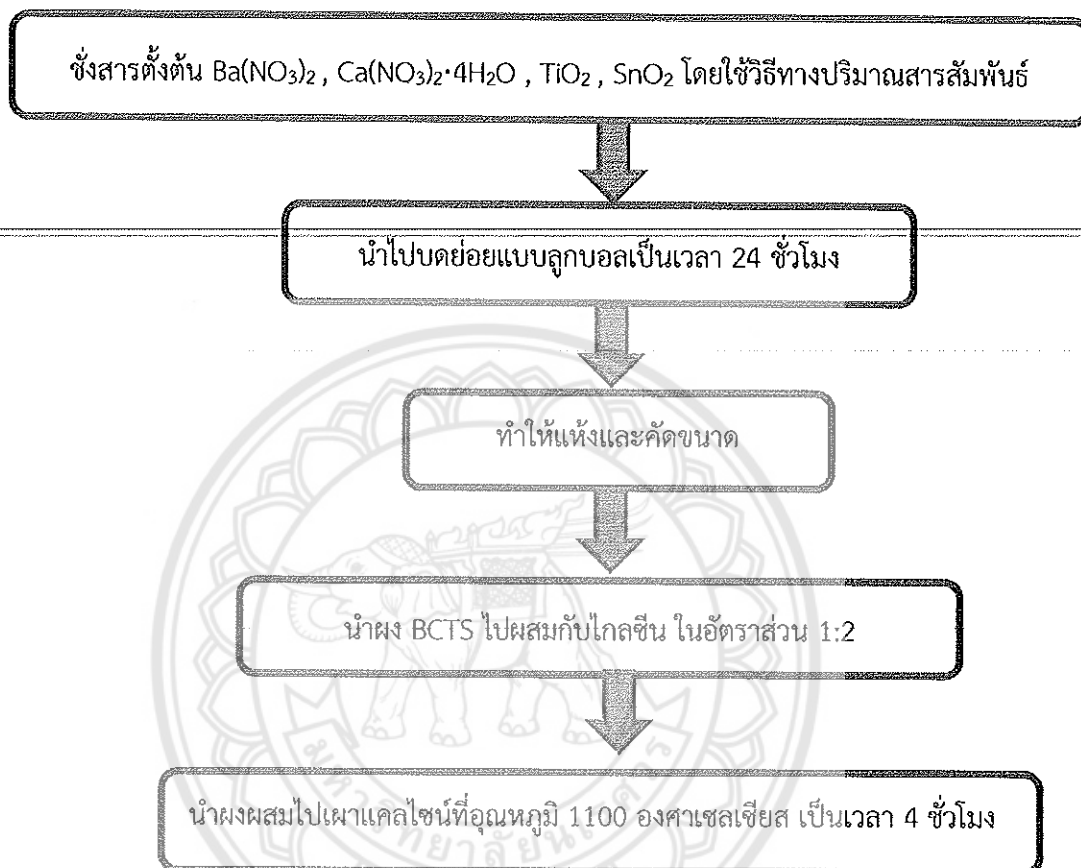 ชั่งสารตั้งต้น Ba(NO₃)₂ , Ca(NO₃)₂·4H₂O , TiO₂ , SnO₂ โดยใช้วิธีทางปริมาณสารสัมพันธ์
นำไปบดย่อยแบบลูกบอลเป็นเวลา 24 ชั่วโมง
ทำให้แห้งและคัดขนาด
นำผง BCTS ไปผสมกับไกลซีน ในอัตราส่วน 1:2
นำผงผสมไปเผาแคลไซน์ที่อุณหภูมิ 1100 องศาเซลเซียส เป็นเวลา 4 ชั่วโมง